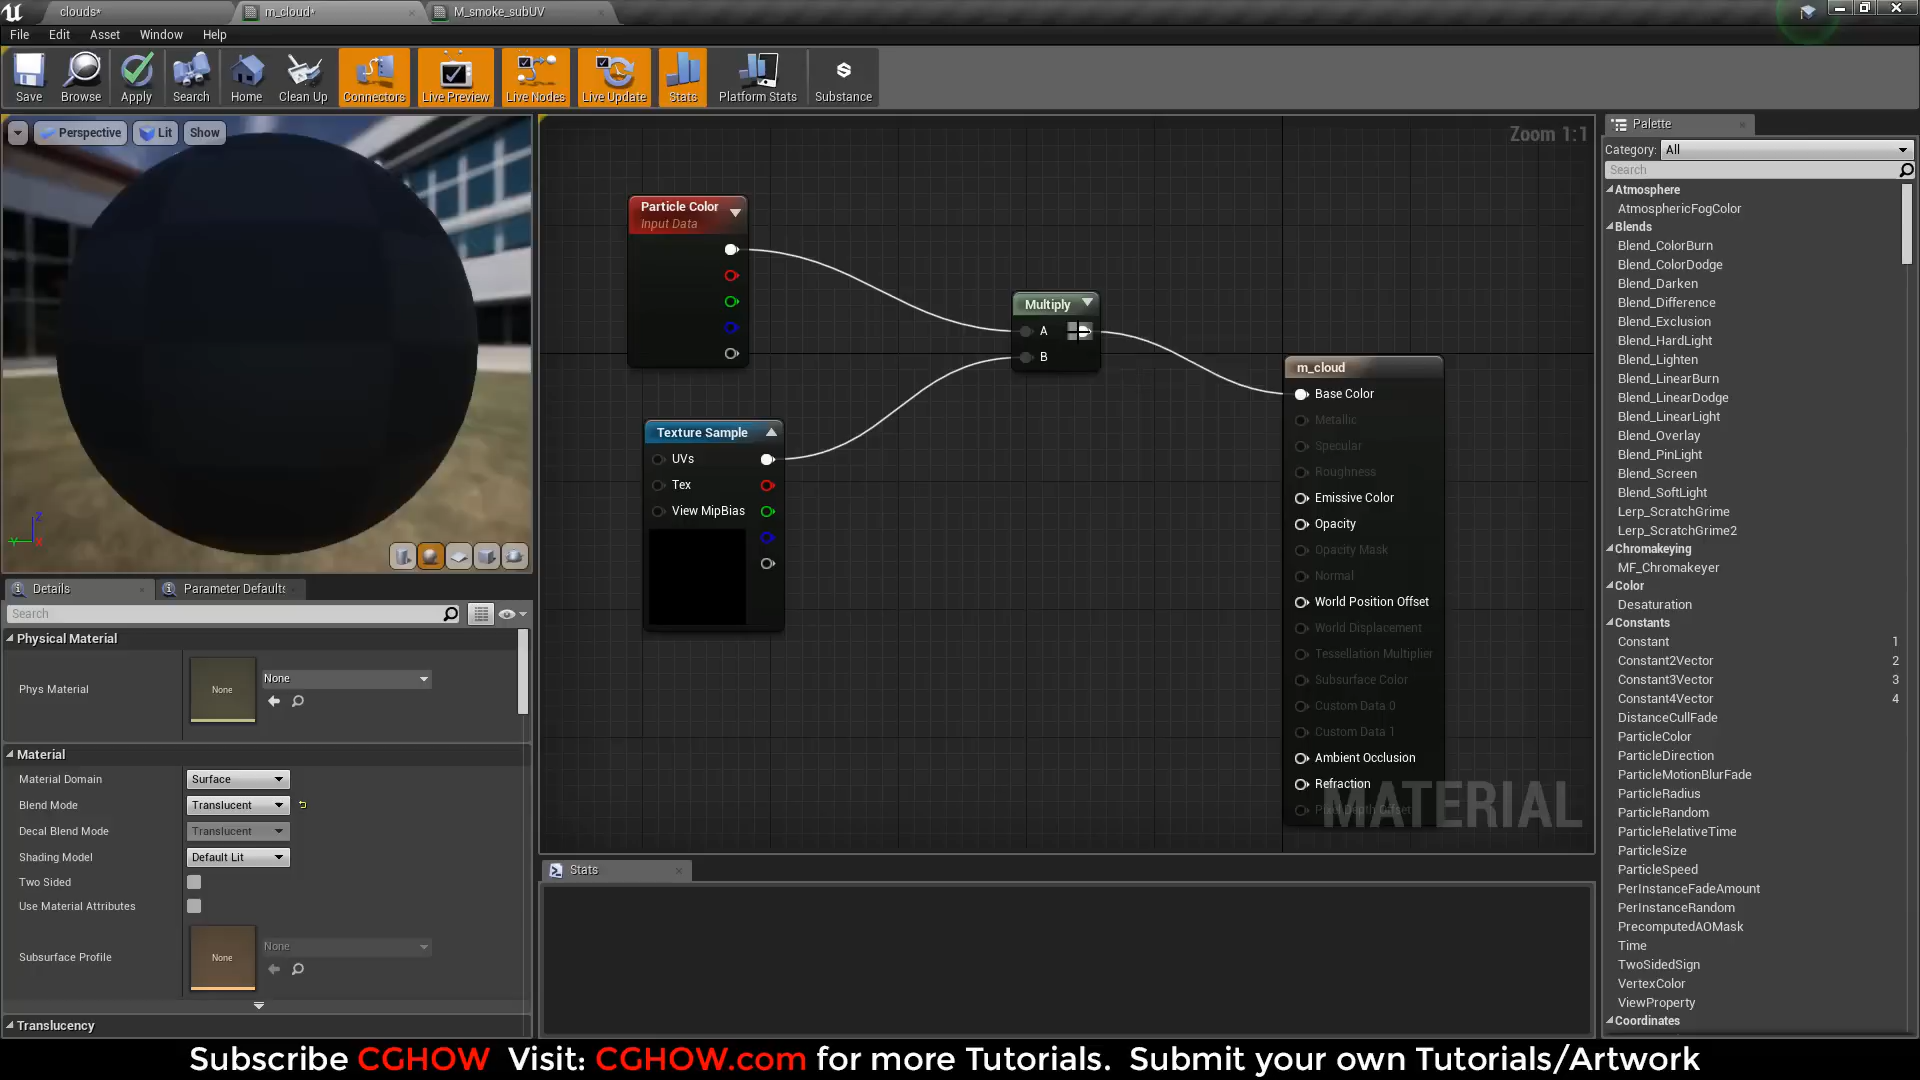 clouds*
m_cloud*
M_smoke_subUV
File Edit Asset Window Help
Save Browse Apply Search Home Clean Up Connectors Live Preview Live Nodes Live Update Stats Platform Stats Substance
Perspective Lit Show
Zoom 1:1
Particle Color
Input Data
Multiply
A
B
Texture Sample
UVs
Tex
View MipBias
m_cloud
Base Color
Metallic
Specular
Roughness
Emissive Color
Opacity
Opacity Mask
Normal
World Position Offset
World Displacement
Tessellation Multiplier
Subsurface Color
Custom Data 0
Custom Data 1
Ambient Occlusion
Refraction
Pixel Depth Offset
MATERIAL
Z
Y
X
Details
Parameter Defaults
Search
Physical Material
Phys Material
None
None
Material
Material Domain
Surface
Blend Mode
Translucent
Decal Blend Mode
Translucent
Shading Model
Default Lit
Two Sided
Use Material Attributes
Subsurface Profile
None
None
Translucency
Stats
Palette
Category: All
Search
Atmosphere
AtmosphericFogColor
Blends
Blend_ColorBurn
Blend_ColorDodge
Blend_Darken
Blend_Difference
Blend_Exclusion
Blend_HardLight
Blend_Lighten
Blend_LinearBurn
Blend_LinearDodge
Blend_LinearLight
Blend_Overlay
Blend_PinLight
Blend_Screen
Blend_SoftLight
Lerp_ScratchGrime
Lerp_ScratchGrime2
Chromakeying
MF_Chromakeyer
Color
Desaturation
Constants
Constant 1
Constant2Vector 2
Constant3Vector 3
Constant4Vector 4
DistanceCullFade
ParticleColor
ParticleDirection
ParticleMotionBlurFade
ParticleRadius
ParticleRandom
ParticleRelativeTime
ParticleSize
ParticleSpeed
PerInstanceFadeAmount
PerInstanceRandom
PrecomputedAOMask
Time
TwoSidedSign
VertexColor
ViewProperty
Coordinates
Subscribe CGHOW Visit: CGHOW.com for more Tutorials. Submit your own Tutorials/Artwork